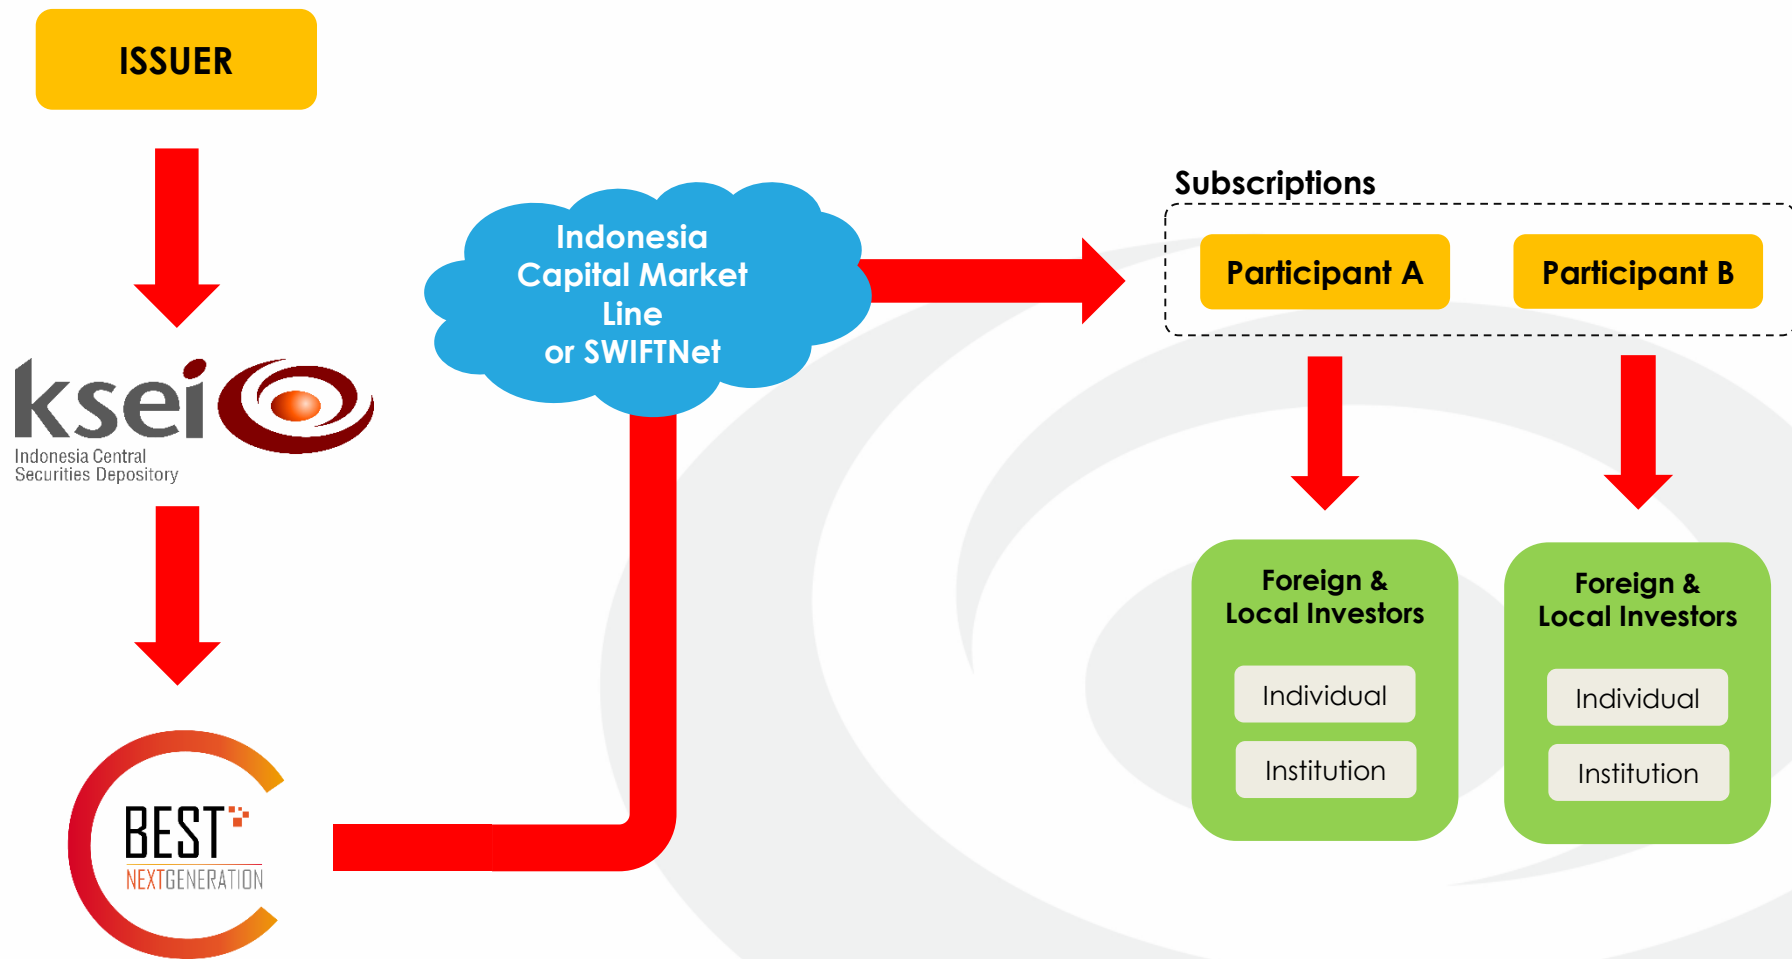 ISSUER
ksei
Indonesia Central
Securities Depository
BEST
NEXTGENERATION
Indonesia
Capital Market
Line
or SWIFTNet
Subscriptions
Participant A
Participant B
Foreign &
Local Investors
Individual
Institution
Foreign &
Local Investors
Individual
Institution